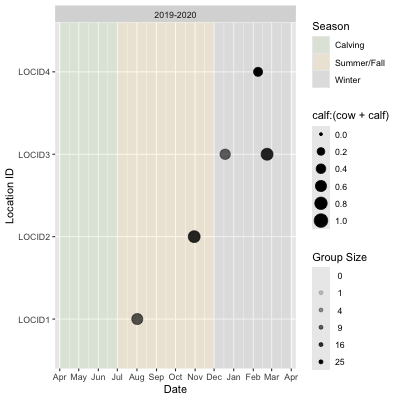 2019-2020
LOCID4
LOCID3
LOCID2
LOCID1
Location ID
Apr May Jun Jul Aug Sep Oct Nov Dec Jan Feb Mar Apr
Date
Season
Calving
Summer/Fall
Winter
calf:(cow + calf)
0.0
0.2
0.4
0.6
0.8
1.0
Group Size
0
1
4
9
16
25